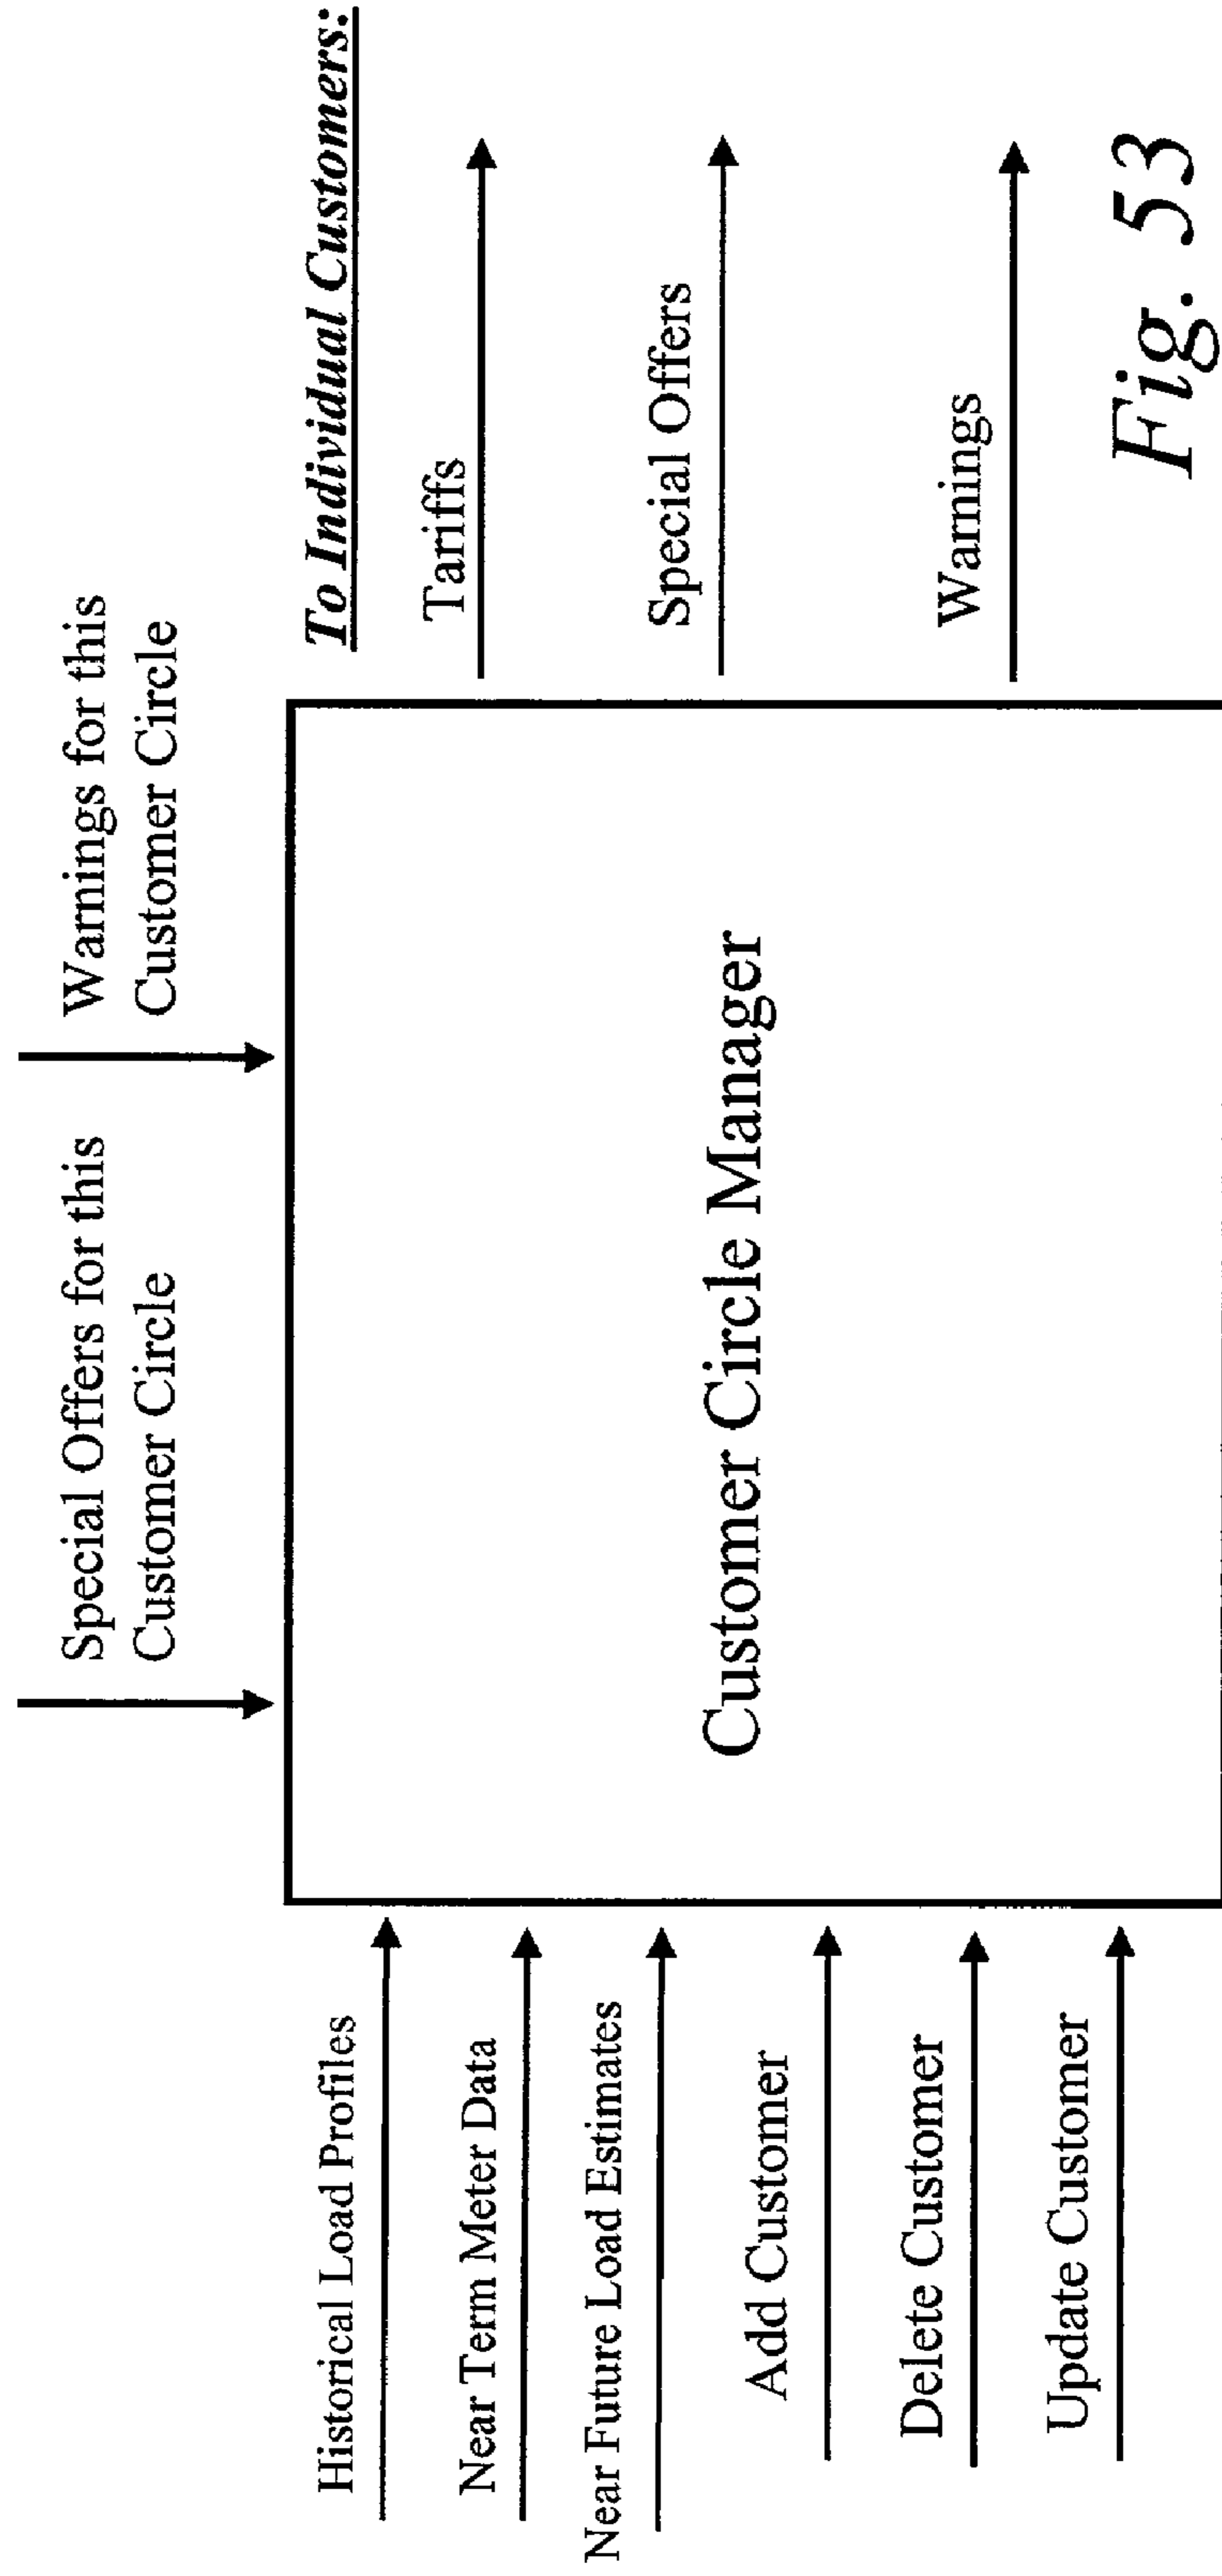 Special Offers for this
Customer Circle
Warnings for this
Customer Circle
Historical Load Profiles
Near Term Meter Data
Near Future Load Estimates
Add Customer
Delete Customer
Update Customer
Customer Circle Manager
To Individual Customers:
Tariffs
Special Offers
Warnings
Fig. 53